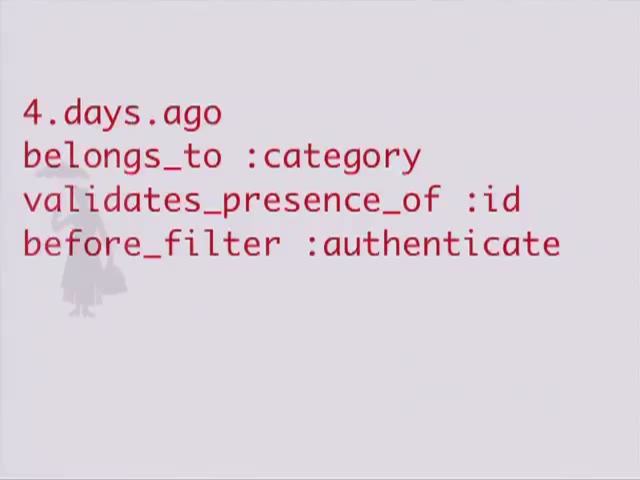 4.days.ago
belongs_to :category
validates_presence_of :id
before_filter :authenticate